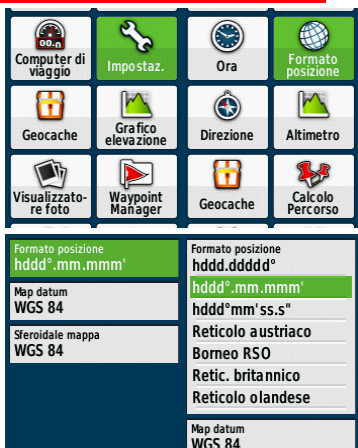 00.n
Computer di
viaggio
Impostaz.
Ora
Formato
posizione
Geocache
Grafico
elevazione
Direzione
Altimetro
Visualizzato-
re foto
Waypoint
Manager
Geocache
Calcolo
Percorso
Formato posizione
hddd°.mm.mmm'
Map datum
WGS 84
Sferoidale mappa
WGS 84
Formato posizione
hddd.ddddd°
hddd°.mm.mmm'
hddd°mm'ss.s"
Reticolo austriaco
Borneo RSO
Retic. britannico
Reticolo olandese
Map datum
WGS 84